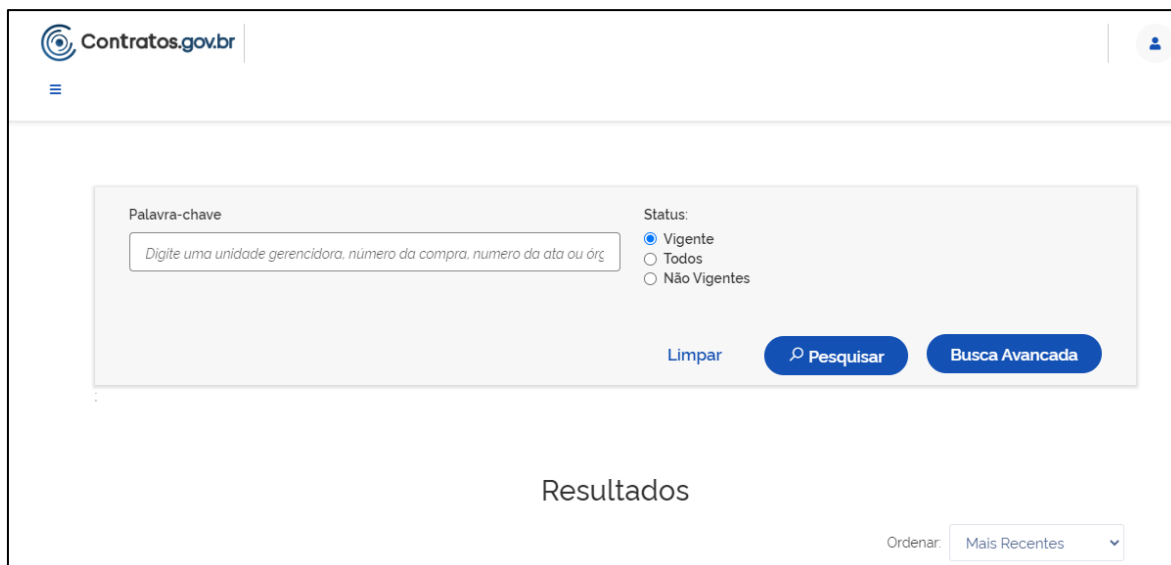 Contratos.gov.br
Palavra-chave
Digite uma unidade gerencidora, número da compra, numero da ata ou órg
Status:
Vigente
Todos
Não Vigentes
Limpar
Pesquisar
Busca Avancada
:
Resultados
Ordenar:
Mais Recentes